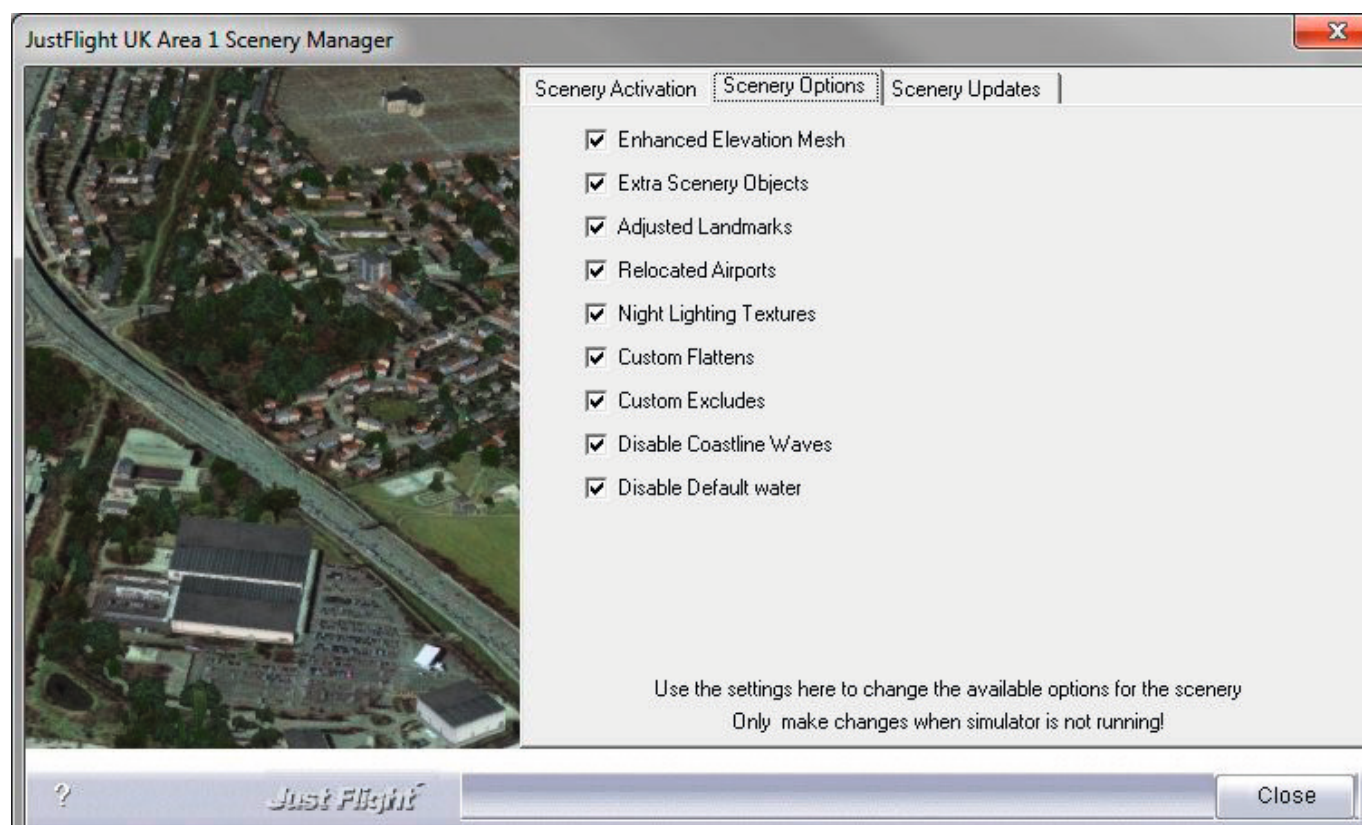 JustFlight UK Area 1 Scenery Manager
Scenery Activation Scenery Options Scenery Updates
Enhanced Elevation Mesh
Extra Scenery Objects
Adjusted Landmarks
Relocated Airports
Night Lighting Textures
Custom Flattens
Custom Excludes
Disable Coastline Waves
Disable Default water
Use the settings here to change the available options for the scenery
Only make changes when simulator is not running!
? Just Flight Close